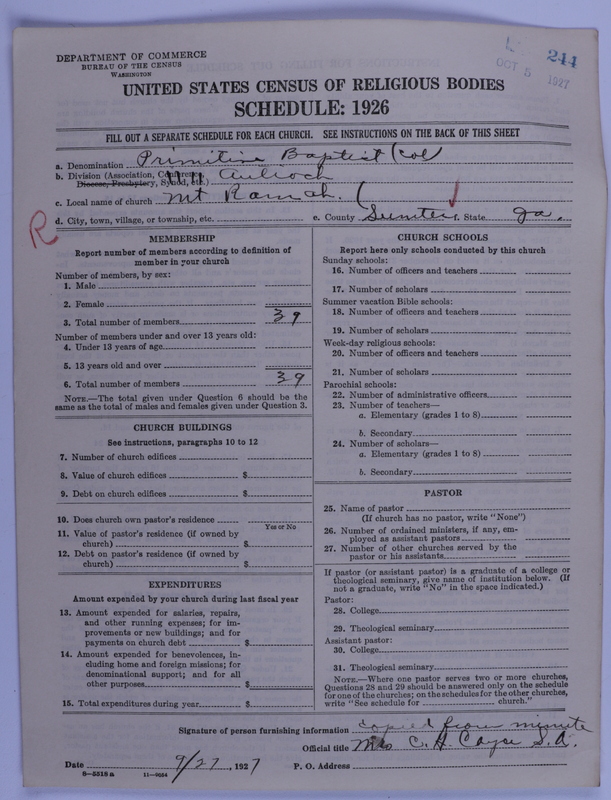 244
OCT 5 1927
DEPARTMENT OF COMMERCE
BUREAU OF THE CENSUS
WASHINGTON
UNITED STATES CENSUS OF RELIGIOUS BODIES
SCHEDULE: 1926
FILL OUT A SEPARATE SCHEDULE FOR EACH CHURCH. SEE INSTRUCTIONS ON THE BACK OF THIS SHEET
a. Denomination Primitive Baptist (Col
b. Division (Association, Conference, Diocese, Presbytery, Synod, etc.) Antioch
c. Local name of church Mt Ramah. (
d. City, town, village, or township, etc. e. County Sumter f. State Ga.
R
MEMBERSHIP
Report number of members according to definition of
member in your church
Number of members, by sex:
1. Male
2. Female
3. Total number of members 39
Number of members under and over 13 years old:
4. Under 13 years of age
5. 13 years old and over
6. Total number of members 39
NOTE.—The total given under Question 6 should be the
same as the total of males and females given under Question 3.
CHURCH BUILDINGS
See instructions, paragraphs 10 to 12
7. Number of church edifices
8. Value of church edifices $
9. Debt on church edifices $
10. Does church own pastor's residence
Yes or No
11. Value of pastor's residence (if owned by
church) $
12. Debt on pastor's residence (if owned by
church) $
EXPENDITURES
Amount expended by your church during last fiscal year
13. Amount expended for salaries, repairs,
and other running expenses; for im-
provements or new buildings; and for
payments on church debt $
14. Amount expended for benevolences, in-
cluding home and foreign missions; for
denominational support; and for all
other purposes $
15. Total expenditures during year $
CHURCH SCHOOLS
Report here only schools conducted by this church
Sunday schools:
16. Number of officers and teachers
17. Number of scholars
Summer vacation Bible schools:
18. Number of officers and teachers
19. Number of scholars
Week-day religious schools:
20. Number of officers and teachers
21. Number of scholars
Parochial schools:
22. Number of administrative officers
23. Number of teachers—
a. Elementary (grades 1 to 8)
b. Secondary
24. Number of scholars—
a. Elementary (grades 1 to 8)
b. Secondary
PASTOR
25. Name of pastor
(If church has no pastor, write "None")
26. Number of ordained ministers, if any, em-
ployed as assistant pastors
27. Number of other churches served by the
pastor or his assistants
If pastor (or assistant pastor) is a graduate of a college or
theological seminary, give name of institution below. (If
not a graduate, write "No" in the space indicated.)
Pastor:
28. College
29. Theological seminary
Assistant pastor:
30. College
31. Theological seminary
NOTE.—Where one pastor serves two or more churches,
Questions 28 and 29 should be answered only on the schedule
for one of the churches; on the schedules for the other churches,
write "See schedule for church."
Signature of person furnishing information copied from minute
Official title Mrs C. H. Cayce S.A.
Date 9/27, 1927 P. O. Address
8—5518a 11—9054